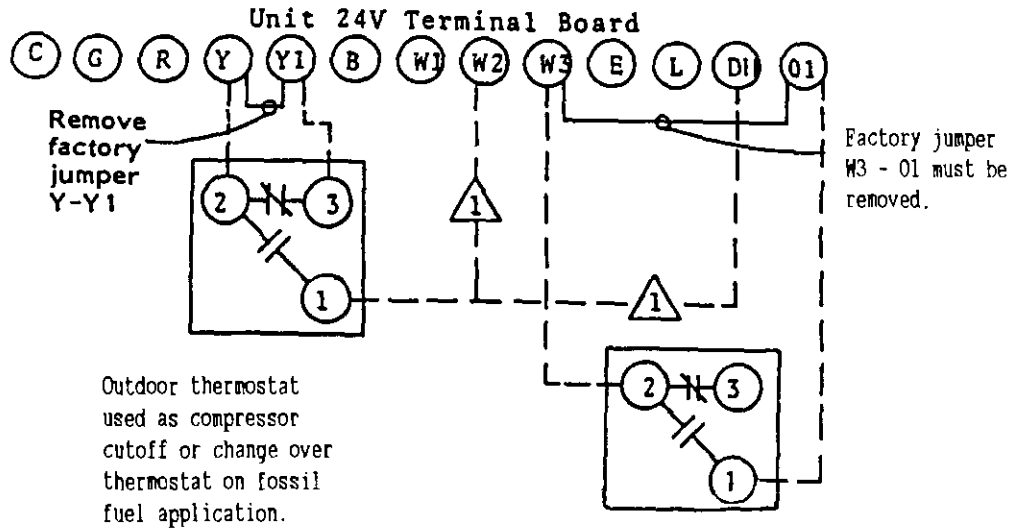 Unit 24V Terminal Board
C G R Y Y1 B W1 W2 W3 E L D1 01
Remove
factory
jumper
Y-Y1
Factory jumper
W3 - 01 must be
removed.
2 3
1
1
1
2 3
1
Outdoor thermostat
used as compressor
cutoff or change over
thermostat on fossil
fuel application.